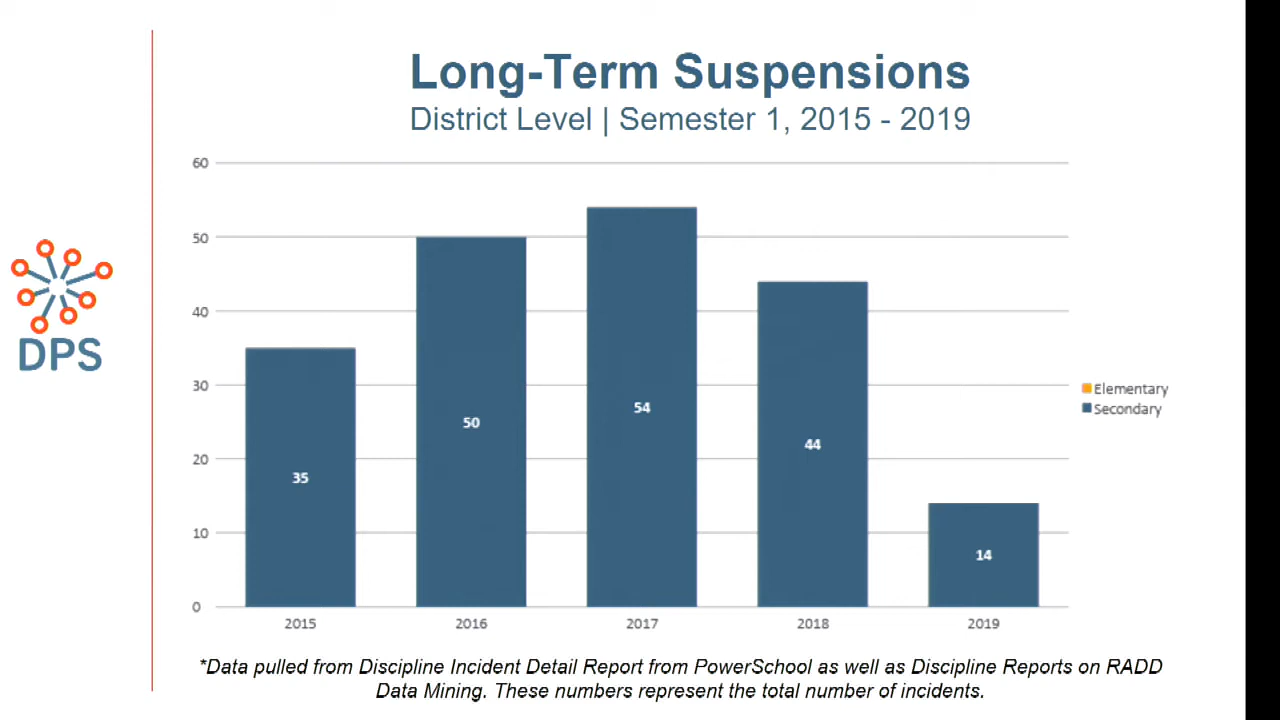 Long-Term Suspensions
District Level | Semester 1, 2015 - 2019
60
50
40
30
20
10
0
35
50
54
44
14
2015
2016
2017
2018
2019
Elementary
Secondary
DPS
*Data pulled from Discipline Incident Detail Report from PowerSchool as well as Discipline Reports on RADD
Data Mining. These numbers represent the total number of incidents.